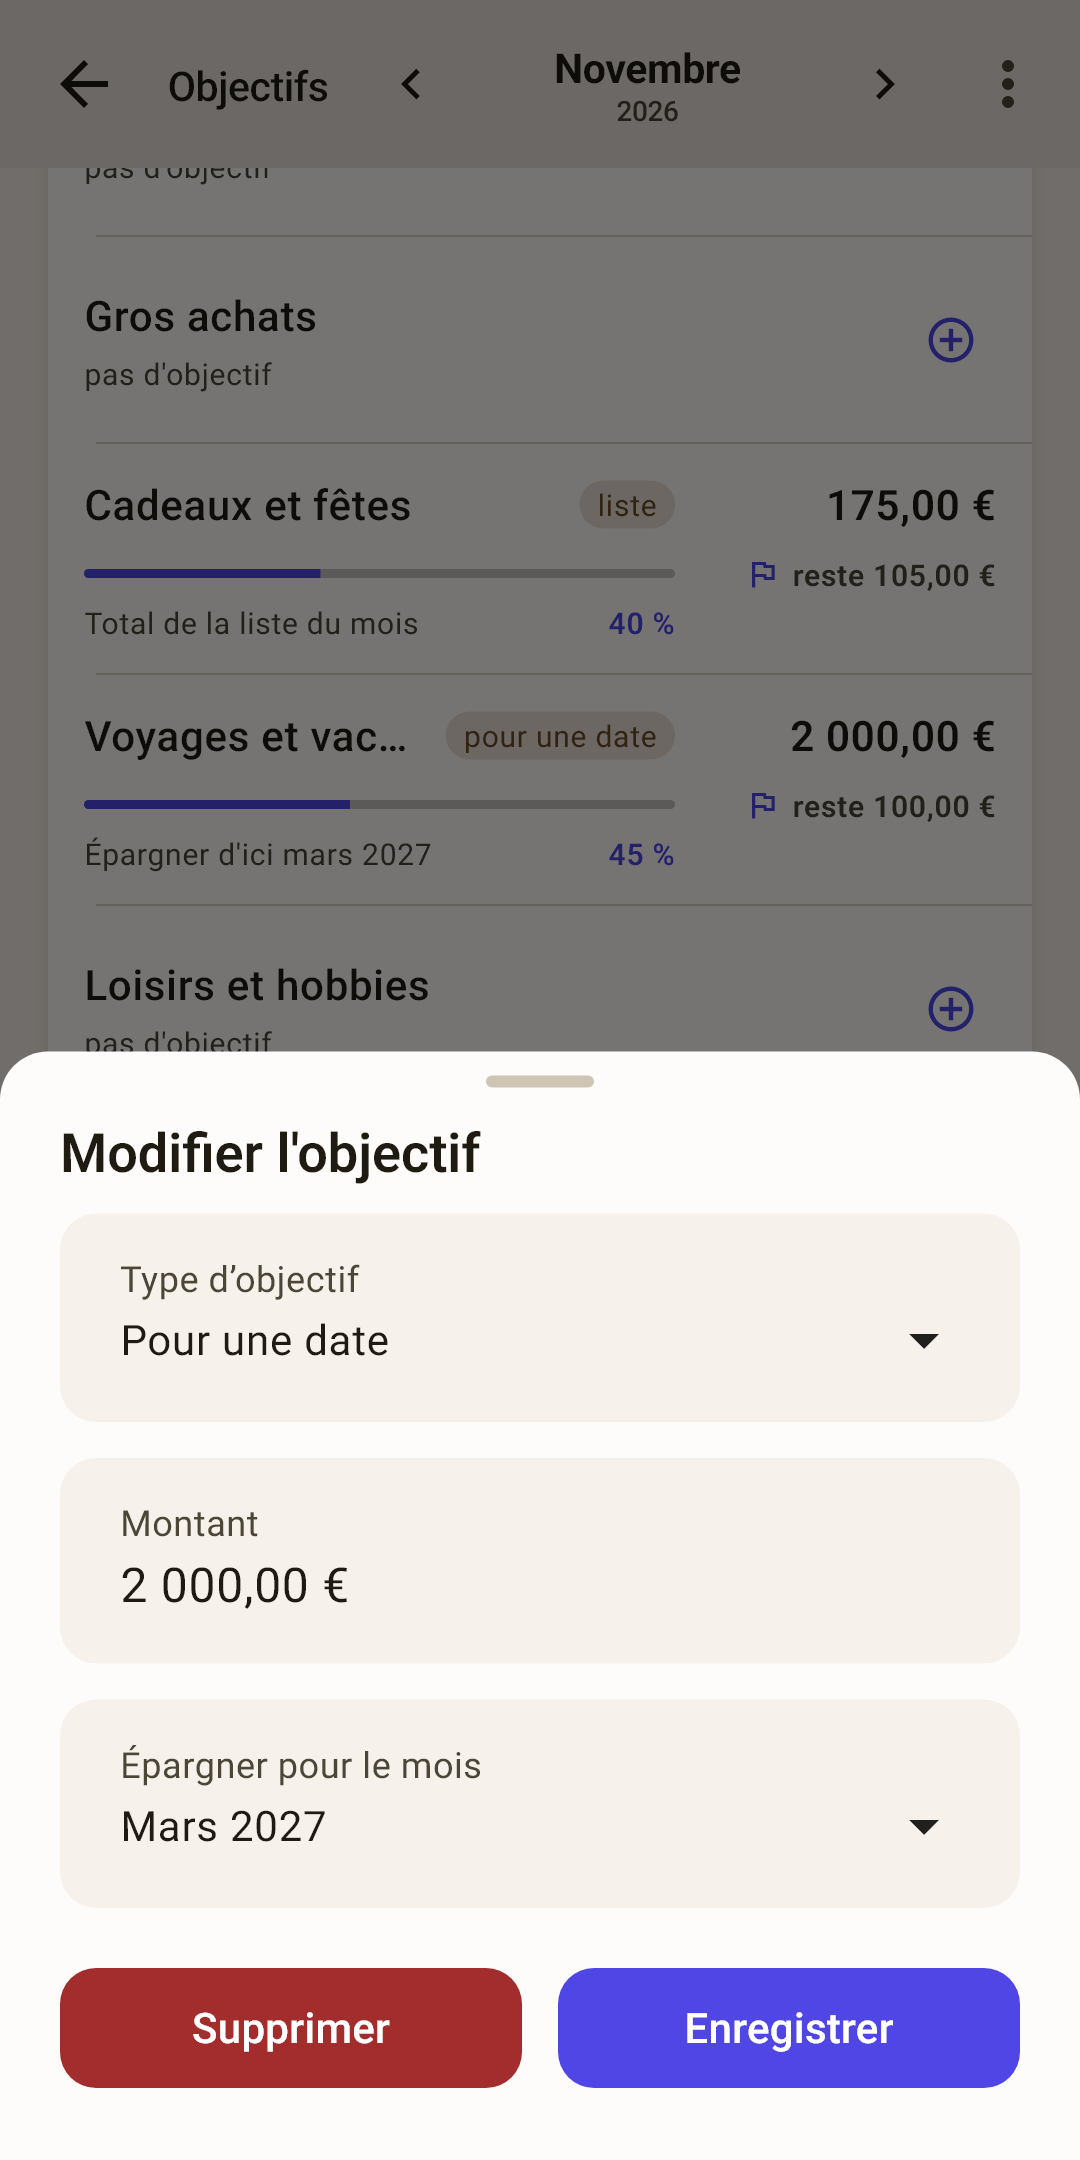 Objectifs
Novembre
2026
pas d'objectif
Gros achats
pas d'objectif
Cadeaux et fêtes
liste
175,00 €
reste 105,00 €
Total de la liste du mois
40 %
Voyages et vac...
pour une date
2 000,00 €
reste 100,00 €
Épargner d'ici mars 2027
45 %
Loisirs et hobbies
pas d'objectif
Modifier l'objectif
Type d’objectif
Pour une date
Montant
2 000,00 €
Épargner pour le mois
Mars 2027
Supprimer
Enregistrer